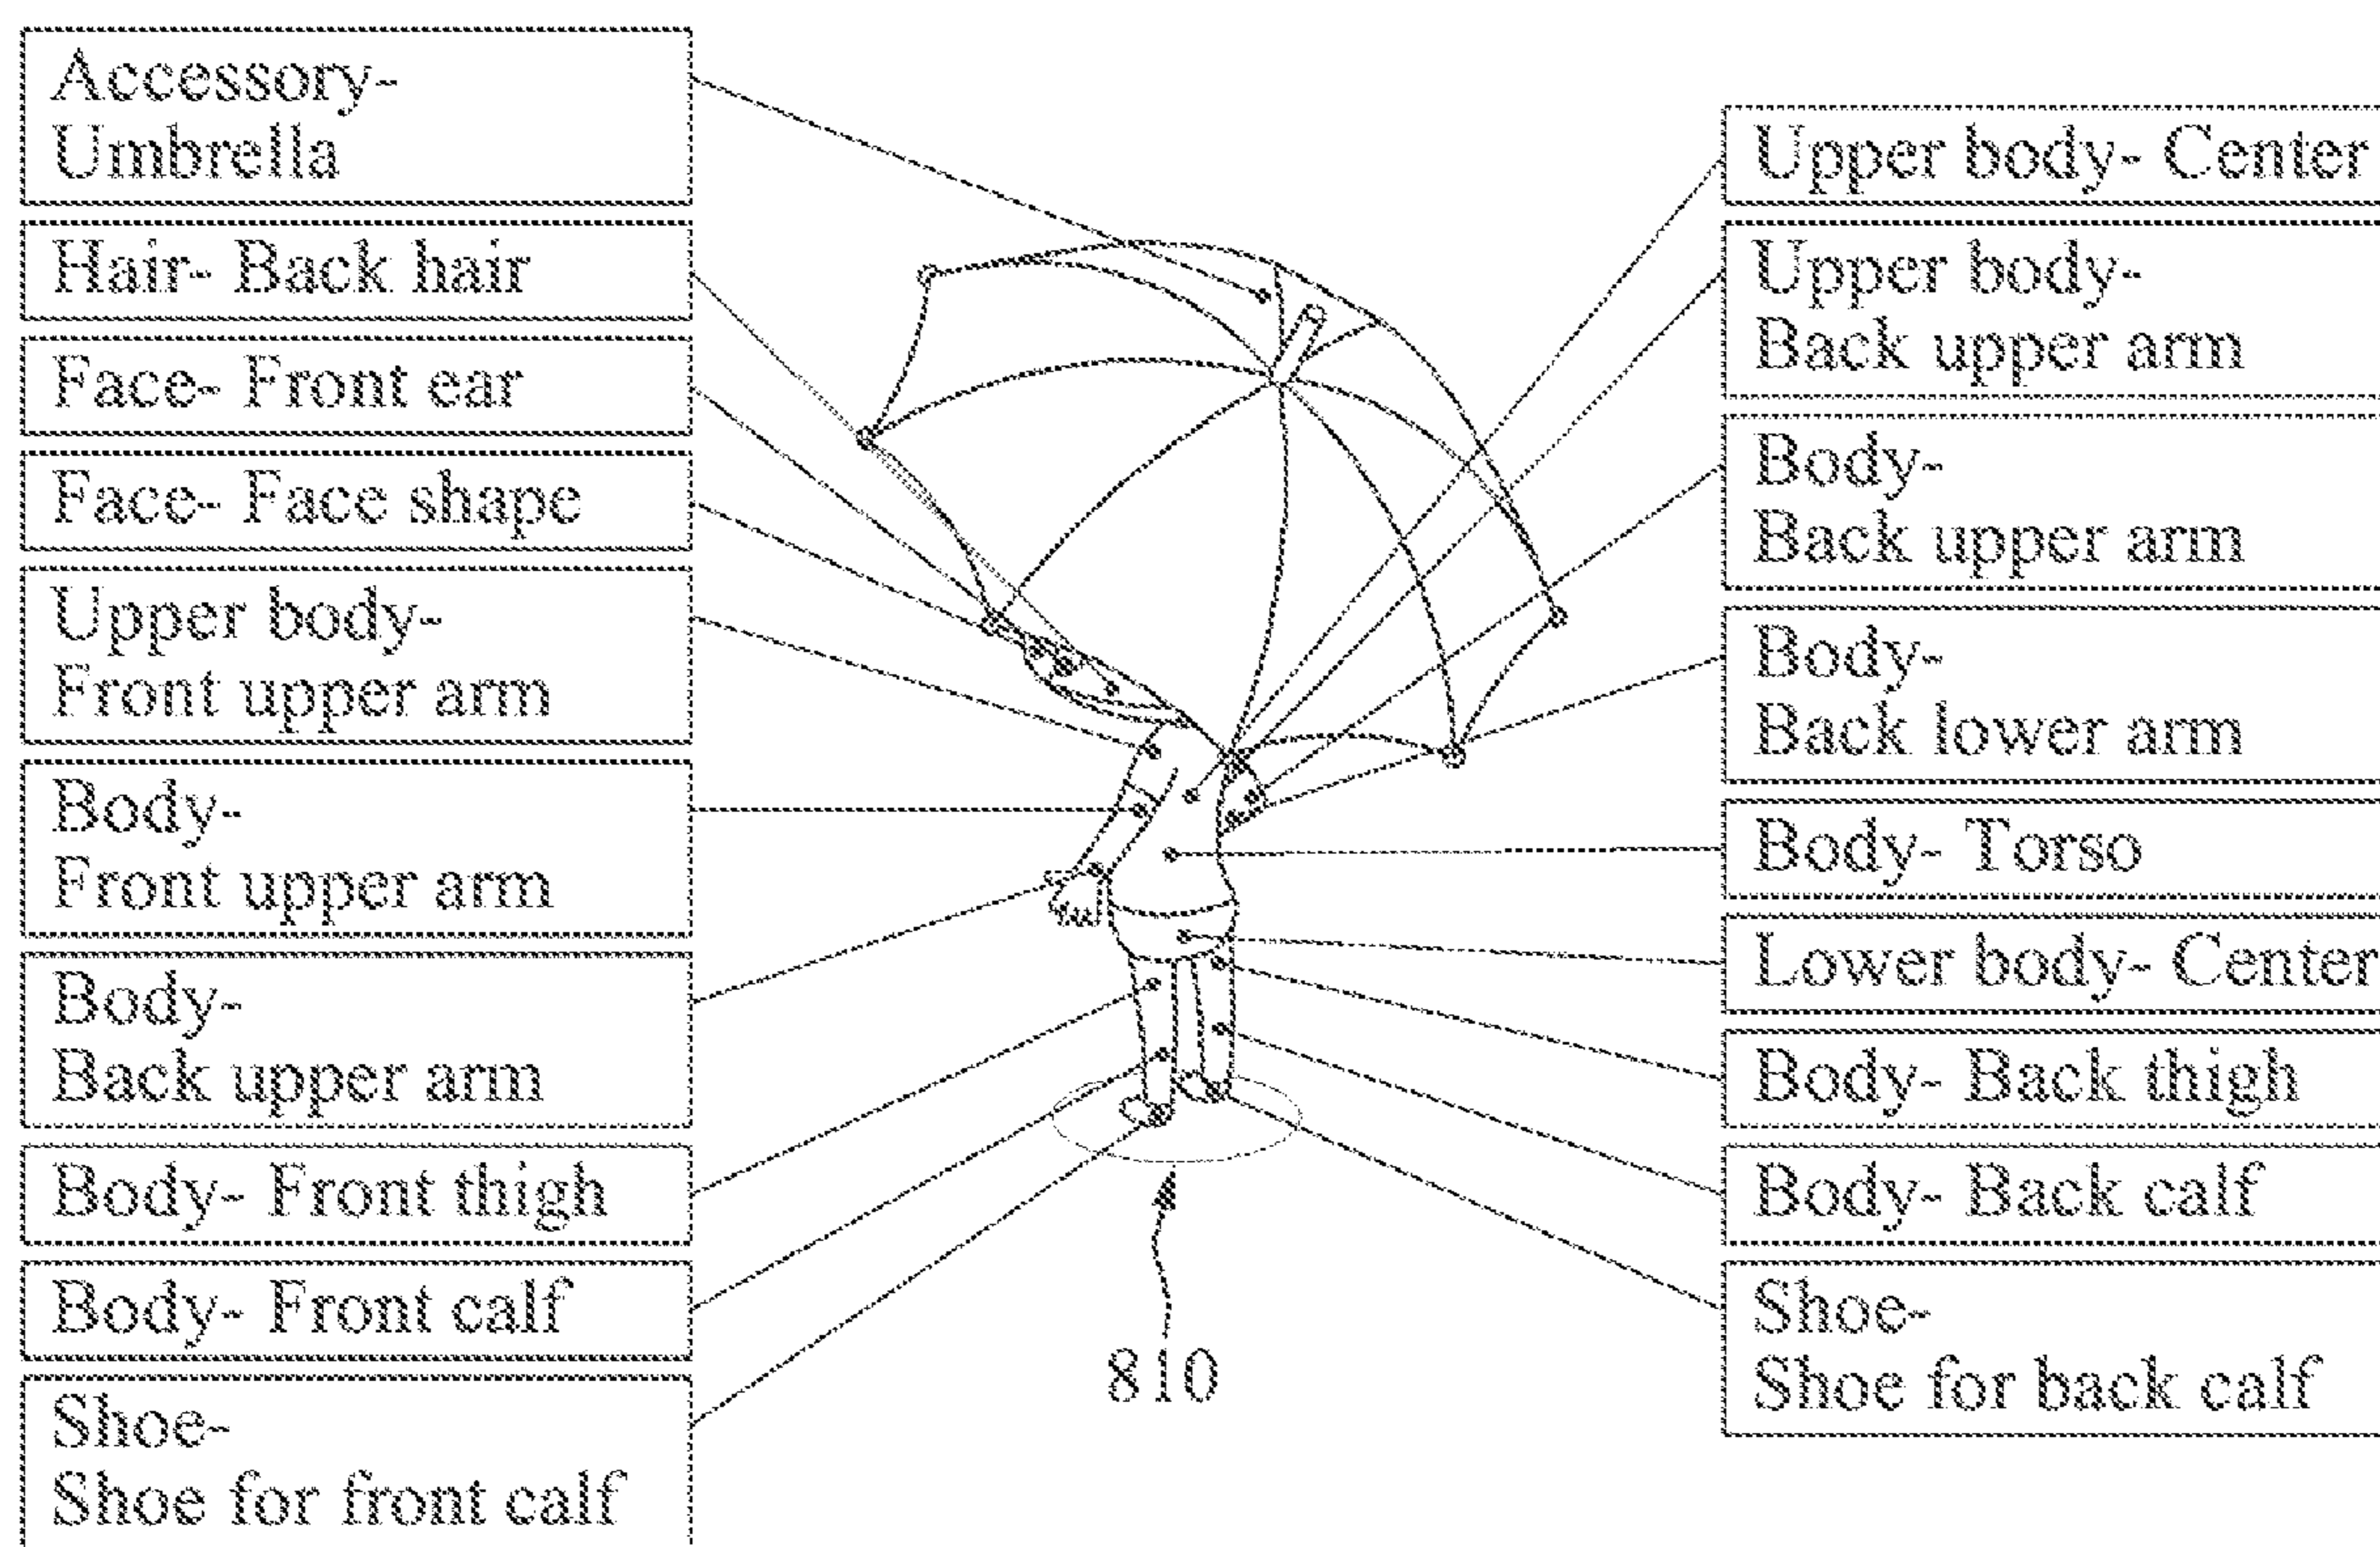 Accessory-
Umbrella
Hair- Back hair
Face- Front ear
Face- Face shape
Upper body-
Front upper arm
Body-
Front upper arm
Body-
Back upper arm
Body- Front thigh
Body- Front calf
Shoe-
Shoe for front calf
Upper body- Center
Upper body-
Back upper arm
Body-
Back upper arm
Body-
Back lower arm
Body- Torso
Lower body- Center
Body- Back thigh
Body- Back calf
Shoe-
Shoe for back calf
810